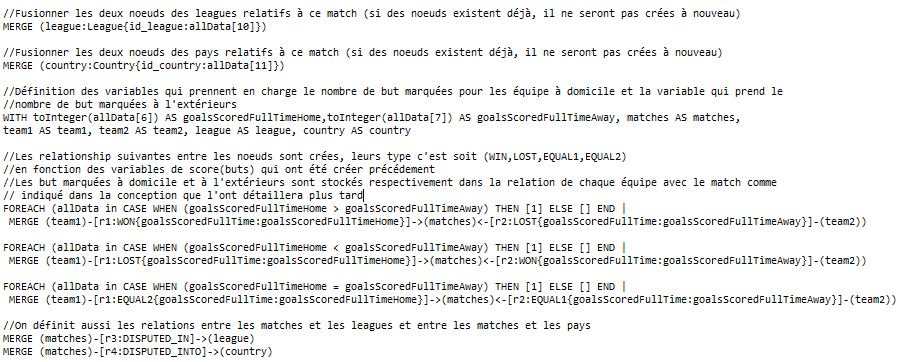 //Fusionner les deux noeuds des leagues relatifs à ce match (si des noeuds existent déjà, il ne seront pas crées à nouveau)
MERGE (league:League{id_league:allData[10]})
//Fusionner les deux noeuds des pays relatifs à ce match (si des noeuds existent déjà, il ne seront pas crées à nouveau)
MERGE (country:Country{id_country:allData[11]})
//Définition des variables qui prennent en charge le nombre de but marquées pour les équipe à domicile et la variable qui prend le
//nombre de but marquées à l'extérieurs
WITH toInteger(allData[6]) AS goalsScoredFullTimeHome,toInteger(allData[7]) AS goalsScoredFullTimeAway, matches AS matches,
team1 AS team1, team2 AS team2, league AS league, country AS country
//Les relationship suivantes entre les noeuds sont crées, leurs type c'est soit (WIN,LOST,EQUAL1,EQUAL2)
//en fonction des variables de score(buts) qui ont été créer précédement
//Les but marquées à domicile et à l'extérieurs sont stockés respectivement dans la relation de chaque équipe avec le match comme
// indiqué dans la conception que l'ont détaillera plus tard
FOREACH (allData in CASE WHEN (goalsScoredFullTimeHome > goalsScoredFullTimeAway) THEN [1] ELSE [] END |
MERGE (team1)-[r1:WON{goalsScoredFullTime:goalsScoredFullTimeHome}]->(matches)<-[r2:LOST{goalsScoredFullTime:goalsScoredFullTimeAway}]-(team2))
FOREACH (allData in CASE WHEN (goalsScoredFullTimeHome < goalsScoredFullTimeAway) THEN [1] ELSE [] END |
MERGE (team1)-[r1:LOST{goalsScoredFullTime:goalsScoredFullTimeHome}]->(matches)<-[r2:WON{goalsScoredFullTime:goalsScoredFullTimeAway}]-(team2))
FOREACH (allData in CASE WHEN (goalsScoredFullTimeHome = goalsScoredFullTimeAway) THEN [1] ELSE [] END |
MERGE (team1)-[r1:EQUAL2{goalsScoredFullTime:goalsScoredFullTimeHome}]->(matches)<-[r2:EQUAL1{goalsScoredFullTime:goalsScoredFullTimeAway}]-(team2))
//On définit aussi les relations entre les matches et les leagues et entre les matches et les pays
MERGE (matches)-[r3:DISPUTED_IN]->(league)
MERGE (matches)-[r4:DISPUTED_INTO]->(country)